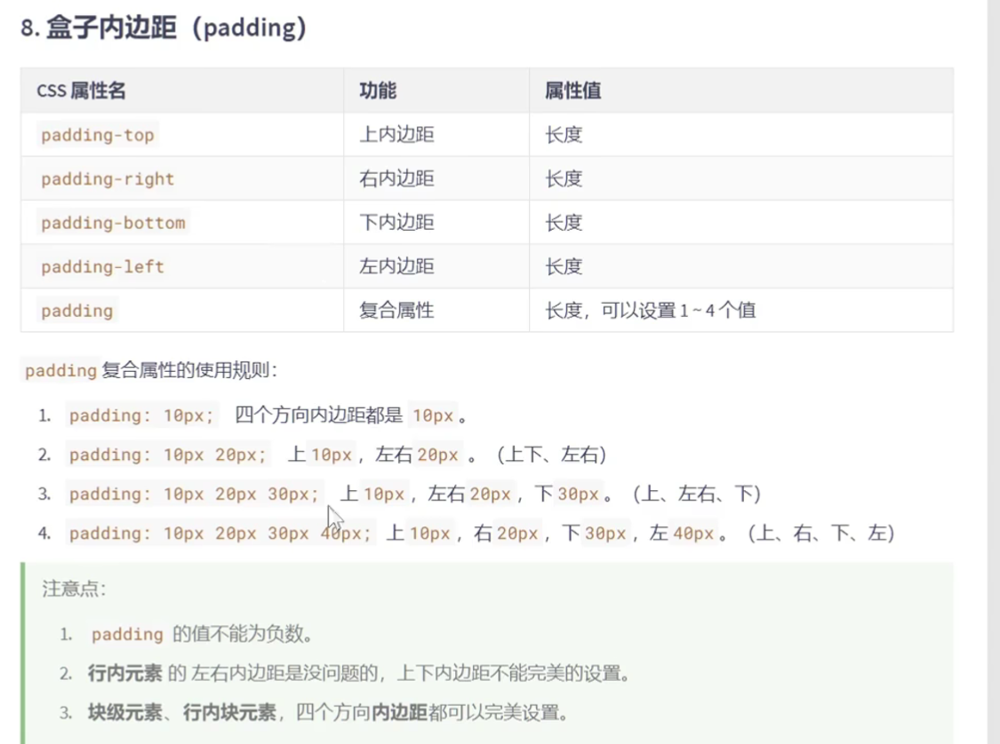 8. 盒子内边距（padding）
CSS 属性名 功能 属性值
padding-top 上内边距 长度
padding-right 右内边距 长度
padding-bottom 下内边距 长度
padding-left 左内边距 长度
padding 复合属性 长度，可以设置 1 ~ 4 个值
padding 复合属性的使用规则：
1. padding: 10px; 四个方向内边距都是 10px 。
2. padding: 10px 20px; 上 10px ，左右 20px 。（上下、左右）
3. padding: 10px 20px 30px; 上 10px ，左右 20px ，下 30px 。（上、左右、下）
4. padding: 10px 20px 30px 40px; 上 10px ，右 20px ，下 30px ，左 40px 。（上、右、下、左）
注意点：
1. padding 的值不能为负数。
2. 行内元素 的 左右内边距是没问题的，上下内边距不能完美的设置。
3. 块级元素、行内块元素，四个方向内边距都可以完美设置。